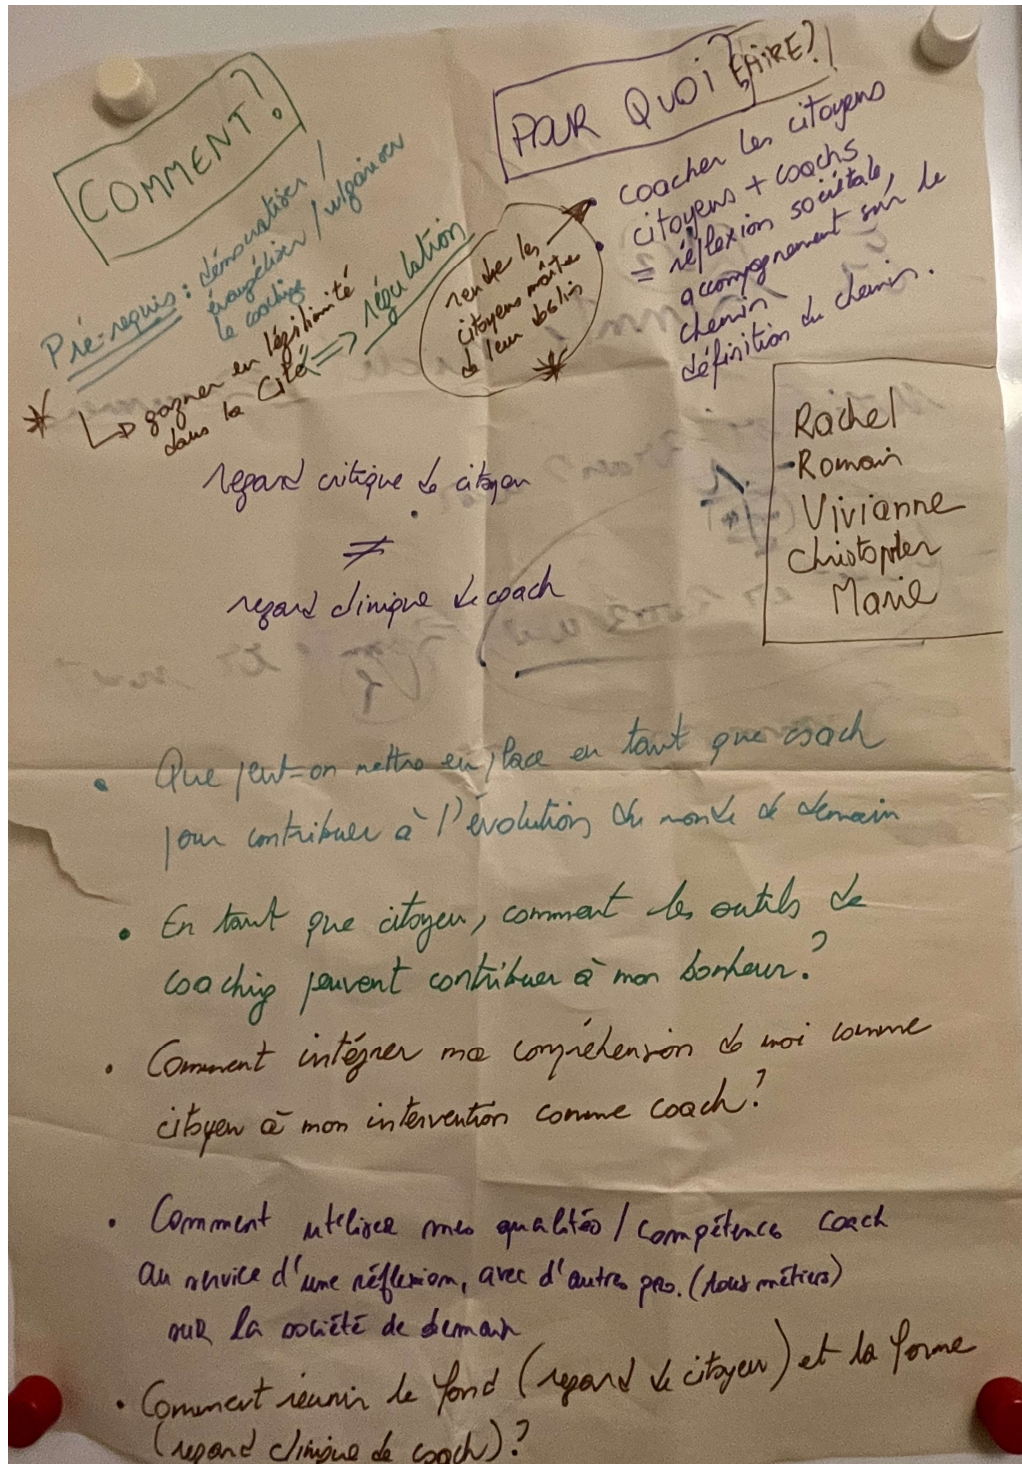 COMMENT?
Pré-requis : démocratiser /
évangéliser / vulgariser
le coaching
* ↳ gagner en légitimité
dans la Cité ⇒ régulation
POUR QUOI FAIRE?!
coacher les citoyens
citoyens + coachs
= réflexion sociétale,
accompagnement sur le
chemin
définition du chemin.
rendre les
citoyens maître
de leur destin
*
Rachel
-Romain
Vivianne
Christopher
Marie
regard critique de citoyen
≠
regard clinique de coach
• Que peut-on mettre en place en tant que coach
pour contribuer à l'évolution du monde de demain
• En tant que citoyen, comment les outils de
coaching peuvent contribuer à mon bonheur?
• Comment intégrer ma compréhension de moi comme
citoyen à mon intervention comme coach?
• Comment utiliser mes qualités / compétences coach
au service d'une réflexion, avec d'autres pro. (tous métiers)
sur la société de demain
• Comment réunir le fond (regard de citoyen) et la forme
(regard clinique de coach)?